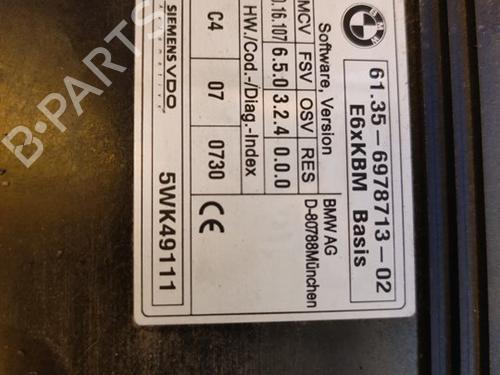 BMW
61.35-6978713-02
E6xKBM Basis
Software, Version
MCV FSV OSV RES
.16.107 6.5.0 3.2.4 0.0.0
HW./Cod.-/Diag.-Index
C4 07 0730
BMW AG
D-80788München
CE
SIEMENS VDO
5WK49111
B-Parts